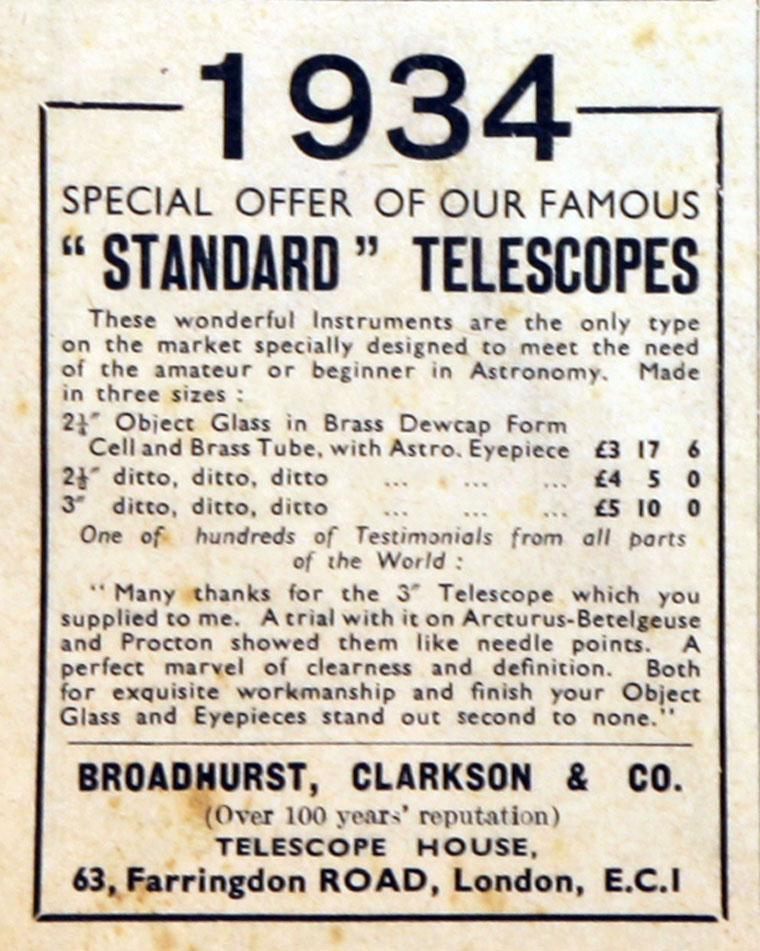 1934
SPECIAL OFFER OF OUR FAMOUS
“ STANDARD ” TELESCOPES
These wonderful Instruments are the only type
on the market specially designed to meet the need
of the amateur or beginner in Astronomy. Made
in three sizes :
2¼″ Object Glass in Brass Dewcap Form
Cell and Brass Tube, with Astro. Eyepiece £3 17 6
2½″ ditto, ditto, ditto ... ... ... £4 5 0
3″ ditto, ditto, ditto ... ... ... £5 10 0
One of hundreds of Testimonials from all parts
of the World :
“ Many thanks for the 3″ Telescope which you
supplied to me. A trial with it on Arcturus-Betelgeuse
and Procton showed them like needle points. A
perfect marvel of clearness and definition. Both
for exquisite workmanship and finish your Object
Glass and Eyepieces stand out second to none.”
BROADHURST, CLARKSON & CO.
(Over 100 years’ reputation)
TELESCOPE HOUSE,
63, Farringdon ROAD, London, E.C.I